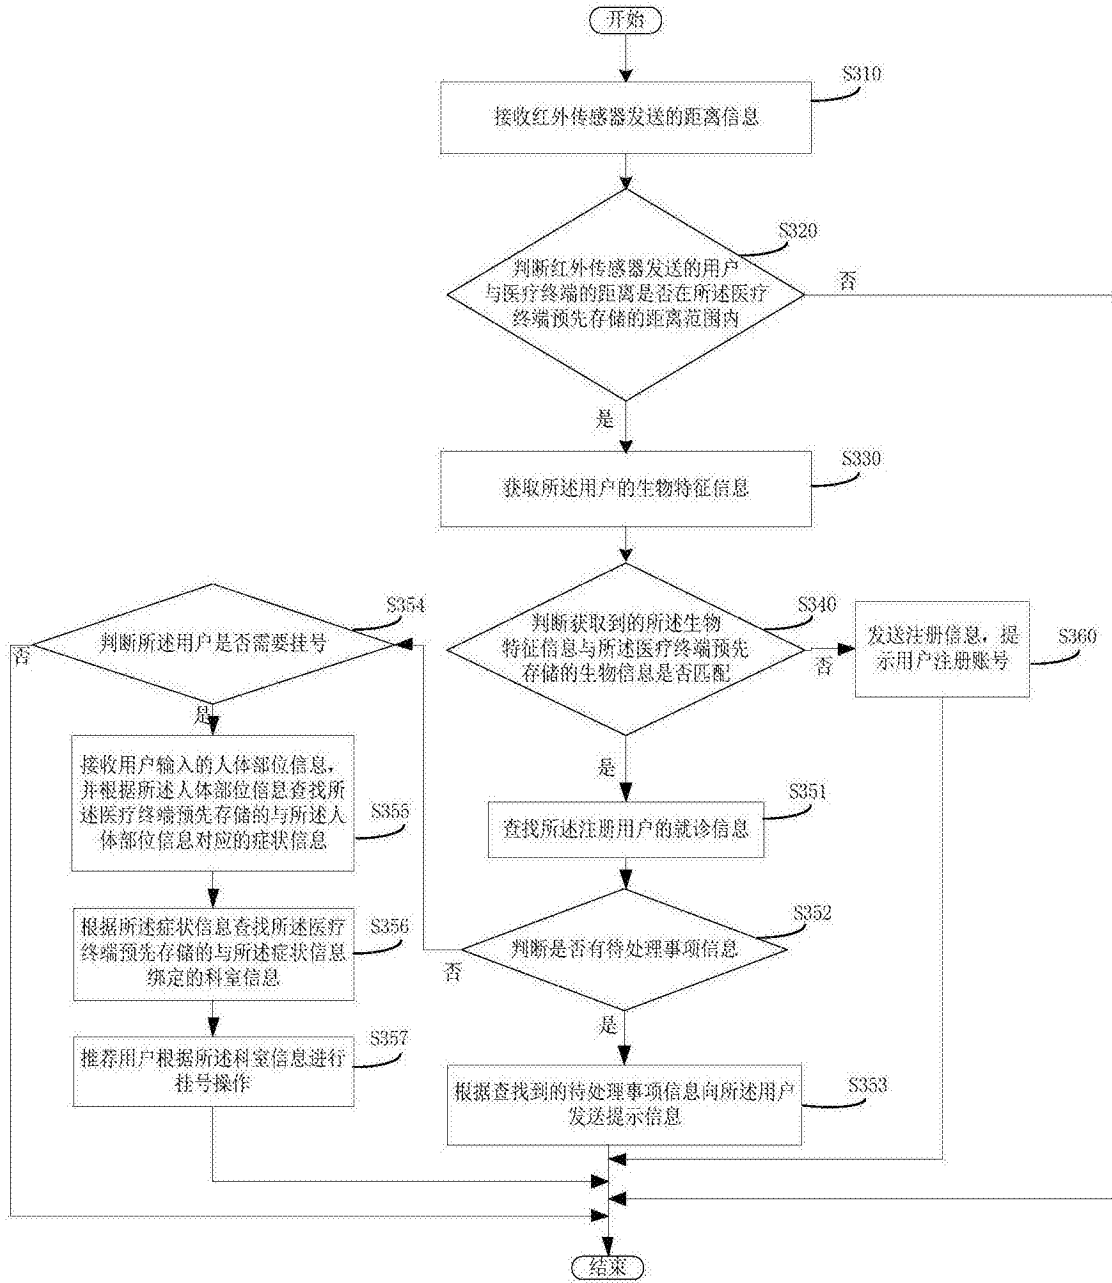 开始
S310
接收红外传感器发送的距离信息
S320
判断红外传感器发送的用户
与医疗终端的距离是否在所述医疗
终端预先存储的距离范围内
否
是
S330
获取所述用户的生物特征信息
S340
判断获取到的所述生物
特征信息与所述医疗终端预先
存储的生物信息是否匹配
否
S360
发送注册信息，提
示用户注册账号
是
S351
查找所述注册用户的就诊信息
S352
判断是否有待处理事项信息
否
是
S353
根据查找到的待处理事项信息向所述用户
发送提示信息
S354
判断所述用户是否需要挂号
否
是
S355
接收用户输入的人体部位信息，
并根据所述人体部位信息查找所
述医疗终端预先存储的与所述人
体部位信息对应的症状信息
S356
根据所述症状信息查找所述医疗
终端预先存储的与所述症状信息
绑定的科室信息
S357
推荐用户根据所述科室信息进行
挂号操作
结束